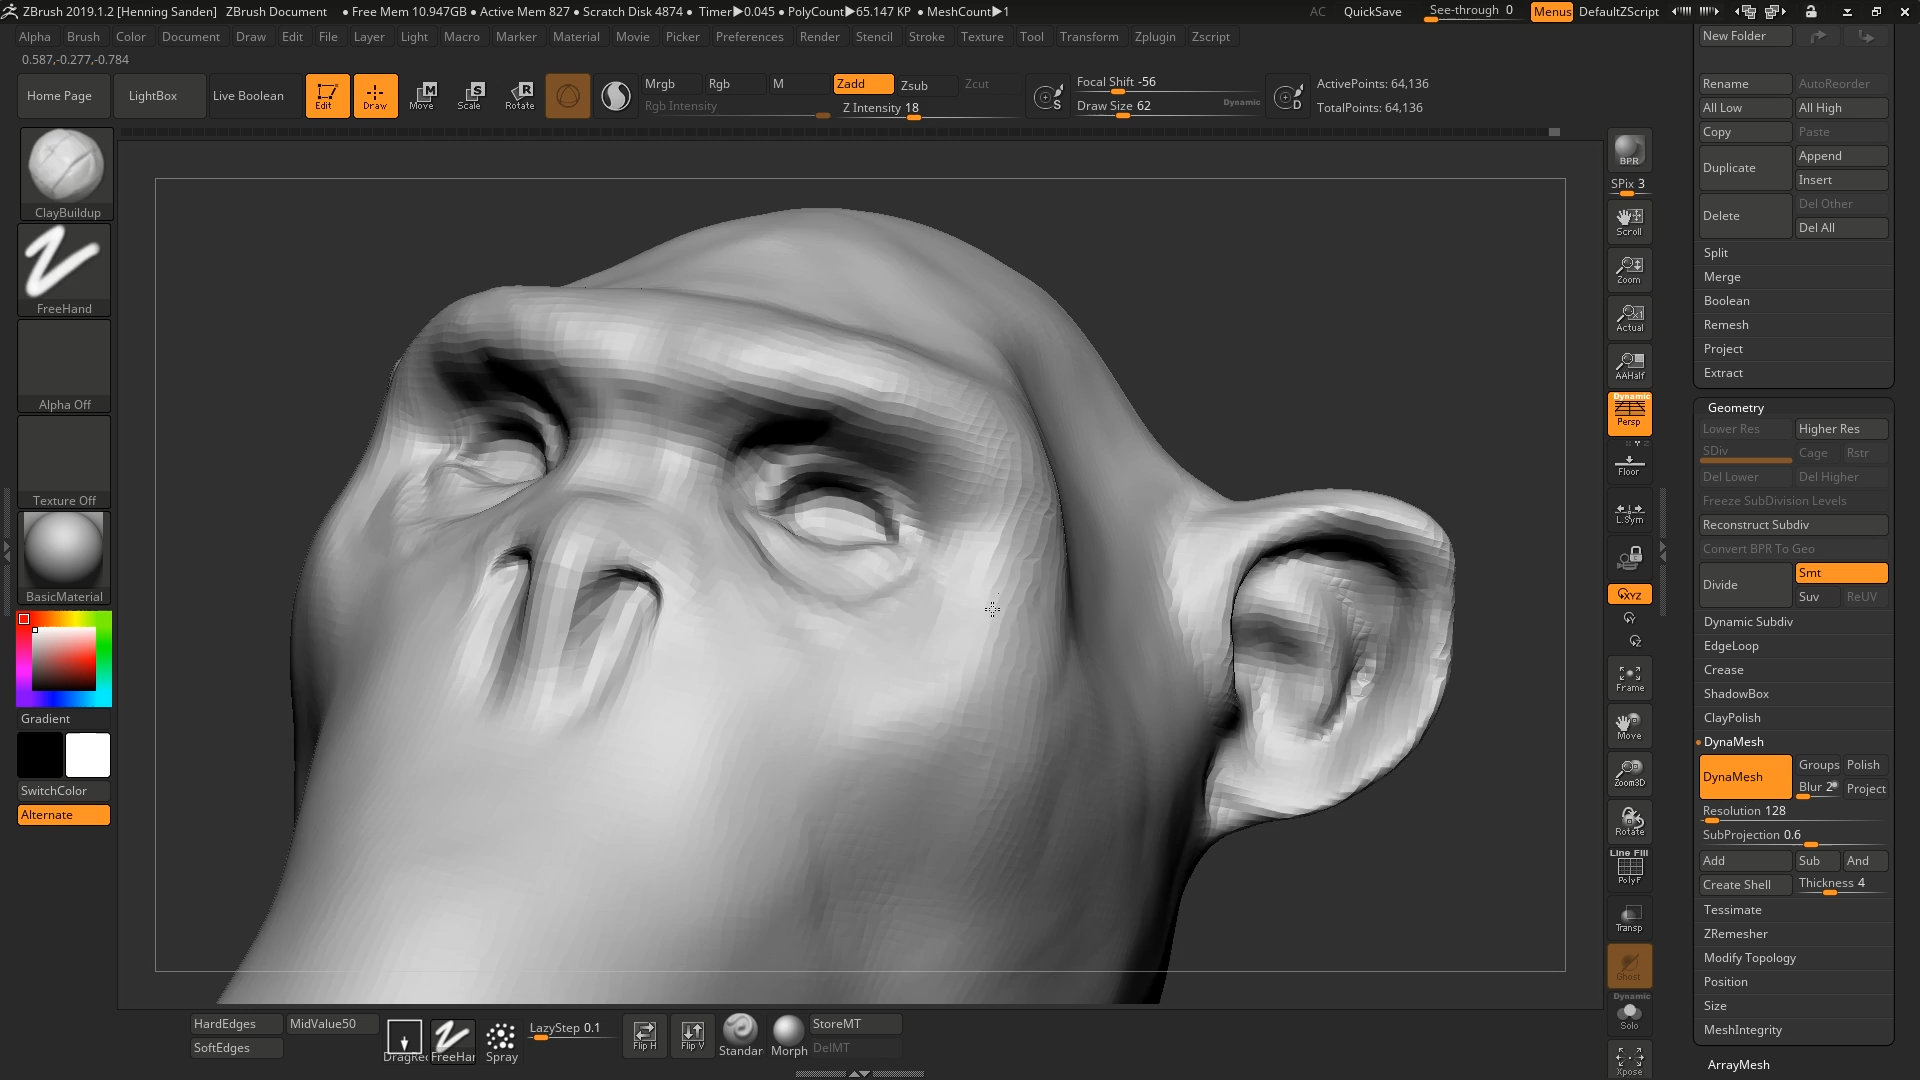 ZBrush 2019.1.2 [Henning Sanden] ZBrush Document • Free Mem 10.947GB • Active Mem 827 • Scratch Disk 4874 • Timer▶0.045 • PolyCount▶65.147 KP • MeshCount▶1 AC QuickSave See-through 0 Menus DefaultZScript
Alpha Brush Color Document Draw Edit File Layer Light Macro Marker Material Movie Picker Preferences Render Stencil Stroke Texture Tool Transform Zplugin Zscript
0.587,-0.277,-0.784
Home Page LightBox Live Boolean Edit Draw Move Scale Rotate
M S R
Mrgb Rgb M Zadd Zsub Zcut
Rgb Intensity Z Intensity 18
S
Focal Shift -56
Draw Size 62 Dynamic
D
ActivePoints: 64,136
TotalPoints: 64,136
ClayBuildup
FreeHand
Alpha Off
Texture Off
BasicMaterial
Gradient
SwitchColor
Alternate
BPR
SPix 3
Scroll
Zoom
Actual
AAHalf
Dynamic
Persp
Floor
L.Sym
XYZ
Y
Z
Frame
Move
Zoom3D
Rotate
Line Fill
PolyF
Transp
Ghost
Dynamic
Solo
Xpose
New Folder
Rename AutoReorder
All Low All High
Copy Paste
Duplicate Append
Insert
Delete Del Other
Del All
Split
Merge
Boolean
Remesh
Project
Extract
Geometry
Lower Res Higher Res
SDiv Cage Rstr
Del Lower Del Higher
Freeze SubDivision Levels
Reconstruct Subdiv
Convert BPR To Geo
Divide Smt
Suv ReUV
Dynamic Subdiv
EdgeLoop
Crease
ShadowBox
ClayPolish
DynaMesh
DynaMesh Groups Polish
Blur 2 Project
Resolution 128
SubProjection 0.6
Add Sub And
Create Shell Thickness 4
Tessimate
ZRemesher
Modify Topology
Position
Size
MeshIntegrity
ArrayMesh
HardEdges MidValue50
SoftEdges
DragRec FreeHan Spray
LazyStep 0.1
Flip H Flip V Standar Morph
StoreMT
DelMT